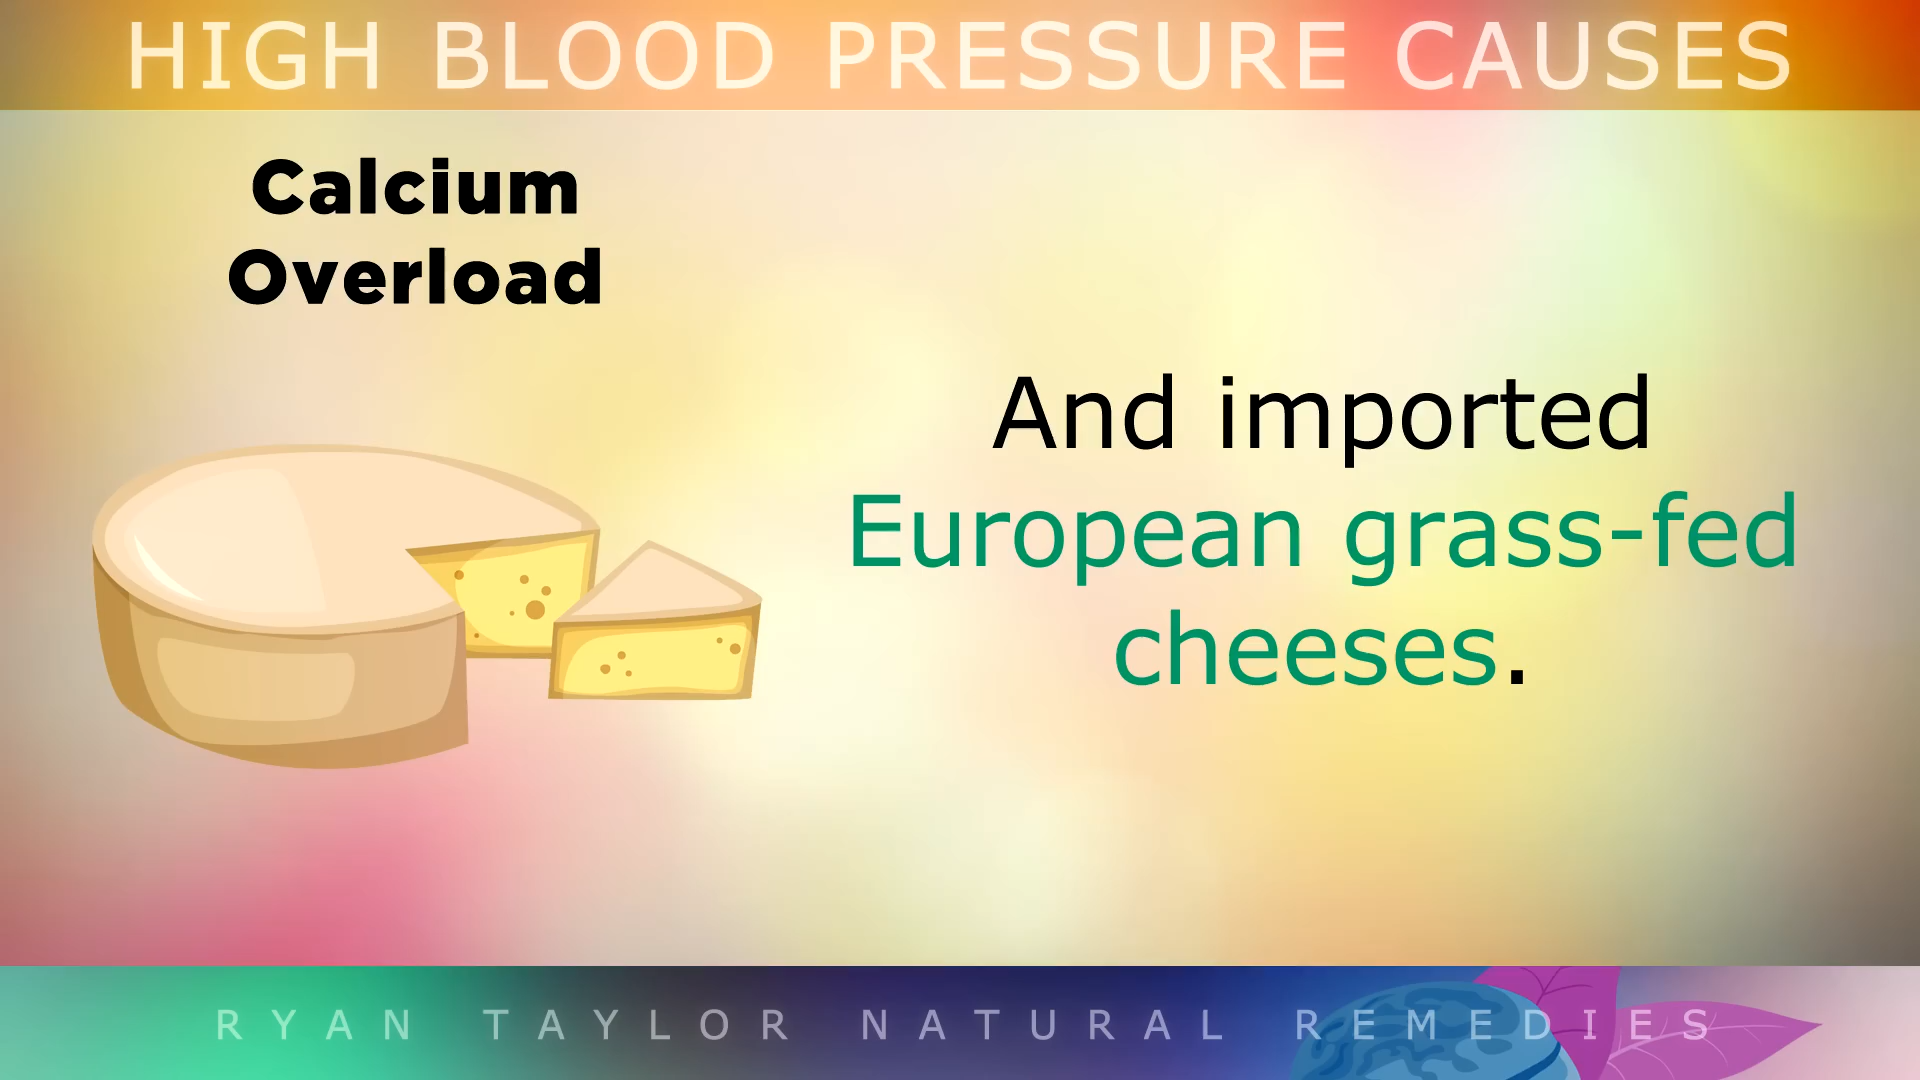 HIGH BLOOD PRESSURE CAUSES
Calcium
Overload
And imported
European grass-fed
cheeses.
RYAN TAYLOR NATURAL REMEDIES